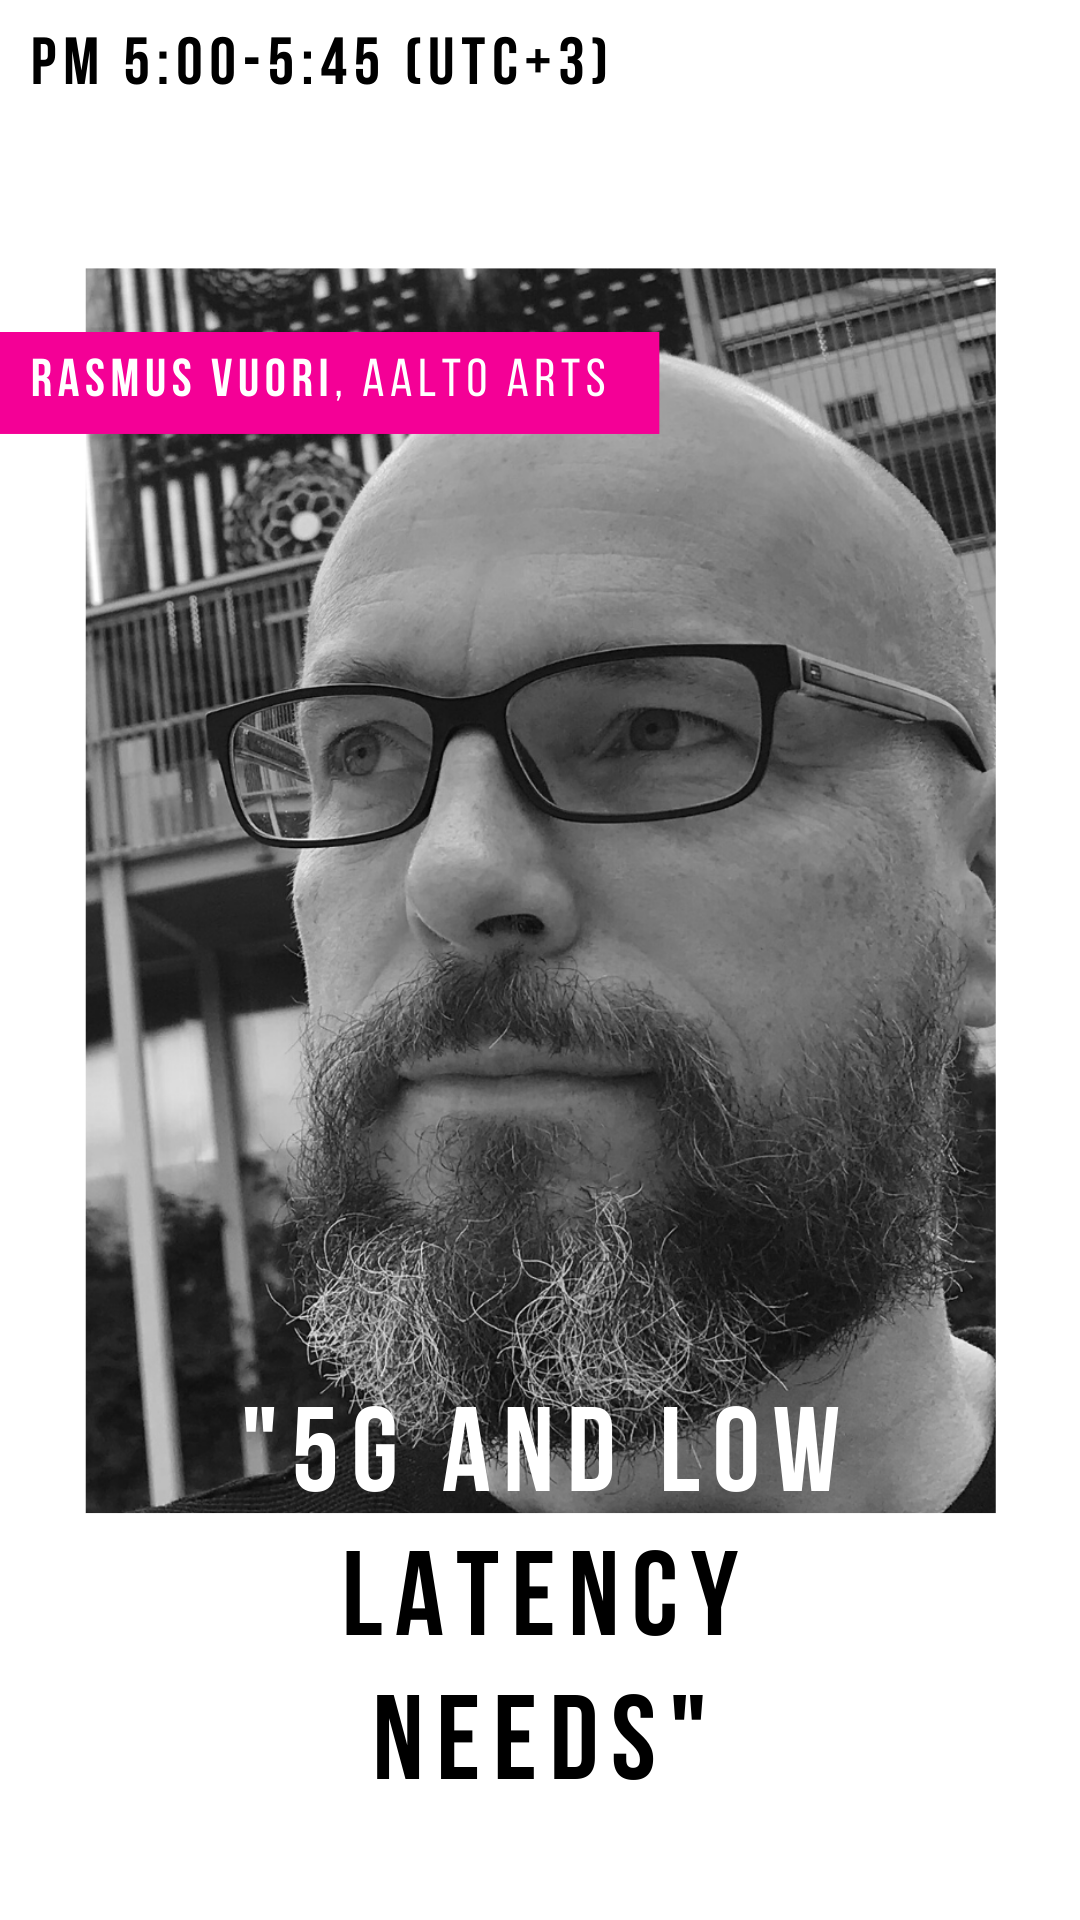 PM 5:00-5:45 (UTC+3)
RASMUS VUORI, AALTO ARTS
"5G AND LOW
LATENCY
NEEDS"